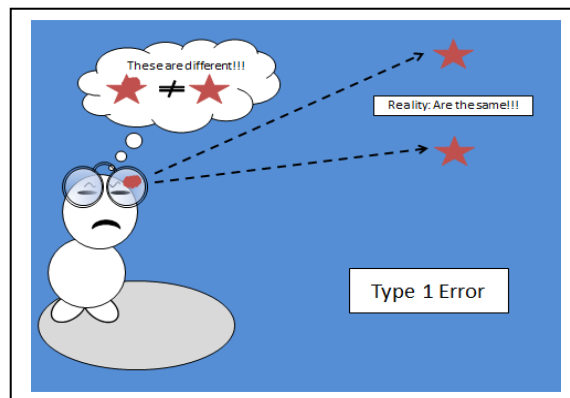 These are different!!!
≠
Reality: Are the same!!!
Type 1 Error